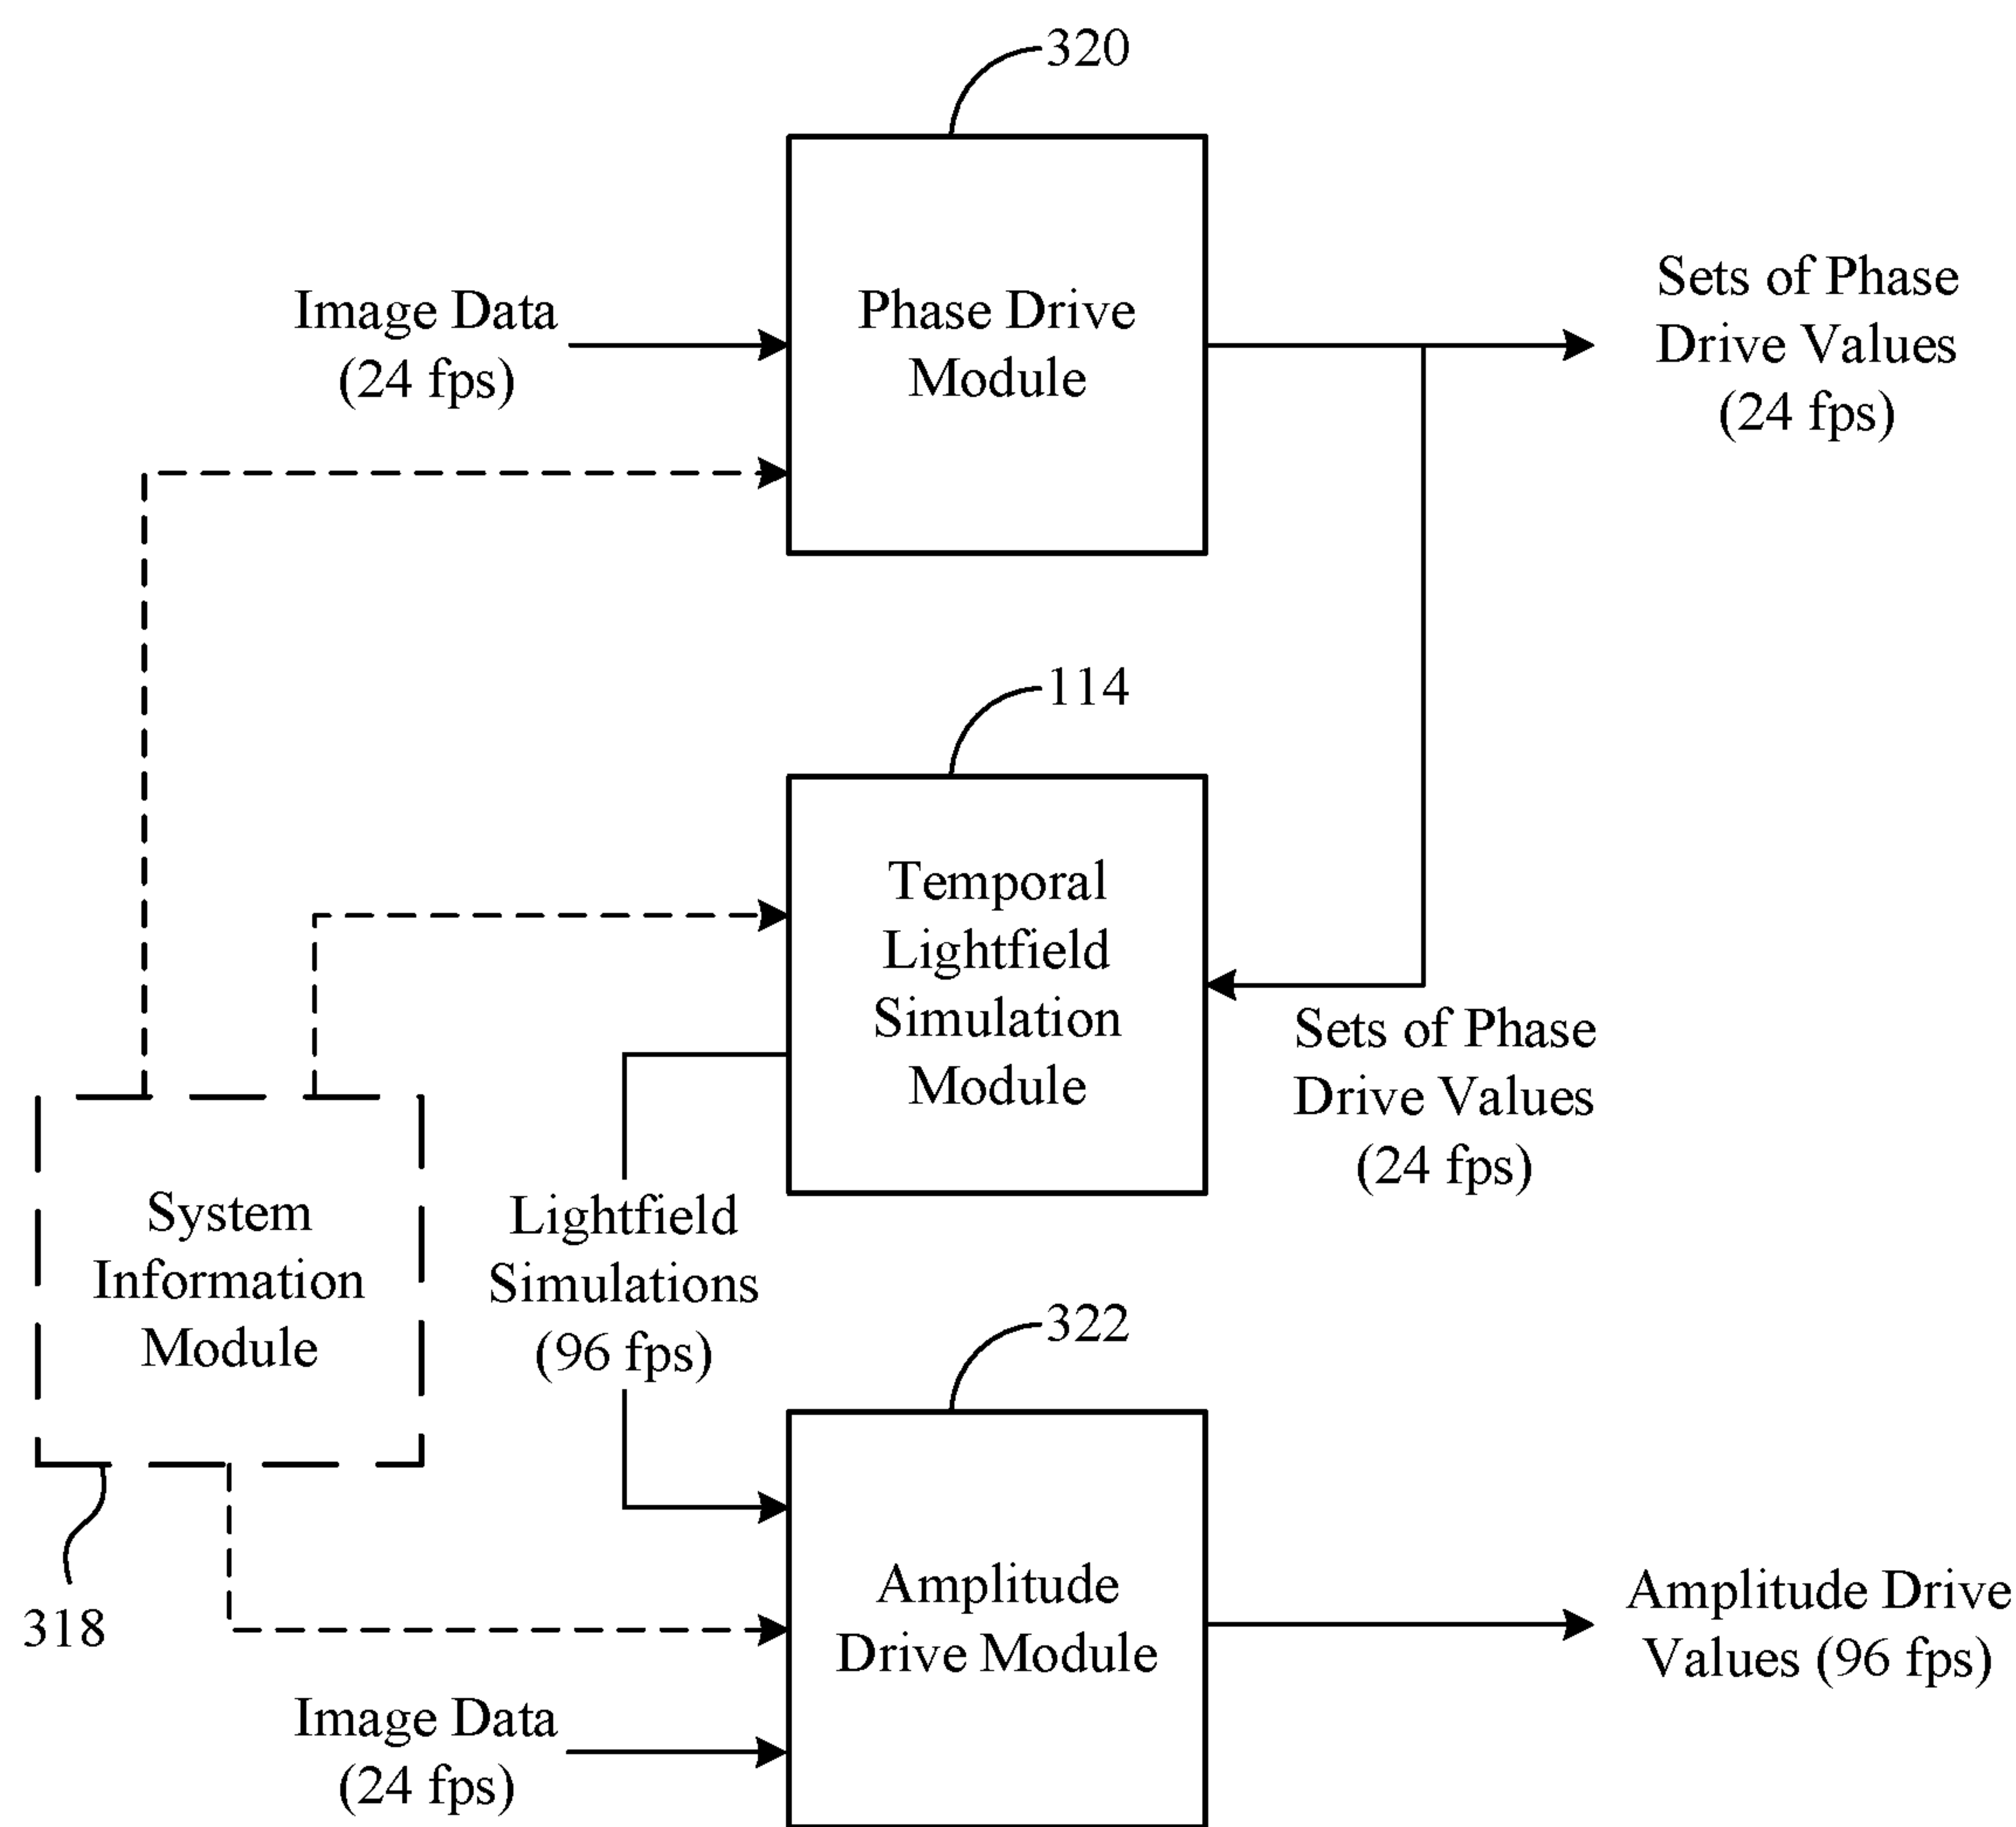 320
Image Data
(24 fps)
Phase Drive
Module
Sets of Phase
Drive Values
(24 fps)
114
Temporal
Lightfield
Simulation
Module
Sets of Phase
Drive Values
(24 fps)
System
Information
Module
318
Lightfield
Simulations
(96 fps)
322
Amplitude
Drive Module
Image Data
(24 fps)
Amplitude Drive
Values (96 fps)